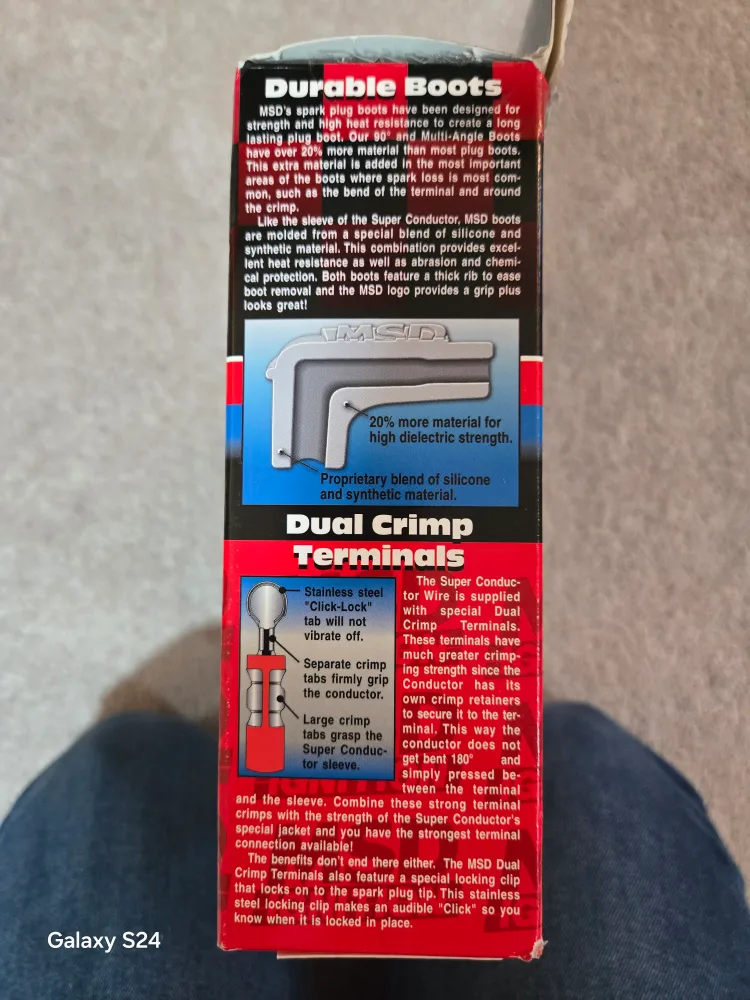 Durable Boots
MSD's spark plug boots have been designed for
strength and high heat resistance to create a long
lasting plug boot. Our 90° and Multi-Angle Boots
have over 20% more material than most plug boots.
This extra material is added in the most important
areas of the boots where spark loss is most com-
mon, such as the bend of the terminal and around
the crimp.
Like the sleeve of the Super Conductor, MSD boots
are molded from a special blend of silicone and
synthetic material. This combination provides excel-
lent heat resistance as well as abrasion and chemi-
cal protection. Both boots feature a thick rib to ease
boot removal and the MSD logo provides a grip plus
looks great!
MSD
20% more material for
high dielectric strength.
Proprietary blend of silicone
and synthetic material.
Dual Crimp
Terminals
Stainless steel
"Click-Lock"
tab will not
vibrate off.
Separate crimp
tabs firmly grip
the conductor.
Large crimp
tabs grasp the
Super Conduc-
tor sleeve.
The Super Conduc-
tor Wire is supplied
with special Dual
Crimp Terminals.
These terminals have
much greater crimp-
ing strength since the
Conductor has its
own crimp retainers
to secure it to the ter-
minal. This way the
conductor does not
get bent 180° and
simply pressed be-
tween the terminal
and the sleeve. Combine these strong terminal
crimps with the strength of the Super Conductor's
special jacket and you have the strongest terminal
connection available!
The benefits don't end there either. The MSD Dual
Crimp Terminals also feature a special locking clip
that locks on to the spark plug tip. This stainless
steel locking clip makes an audible "Click" so you
know when it is locked in place.
Galaxy S24